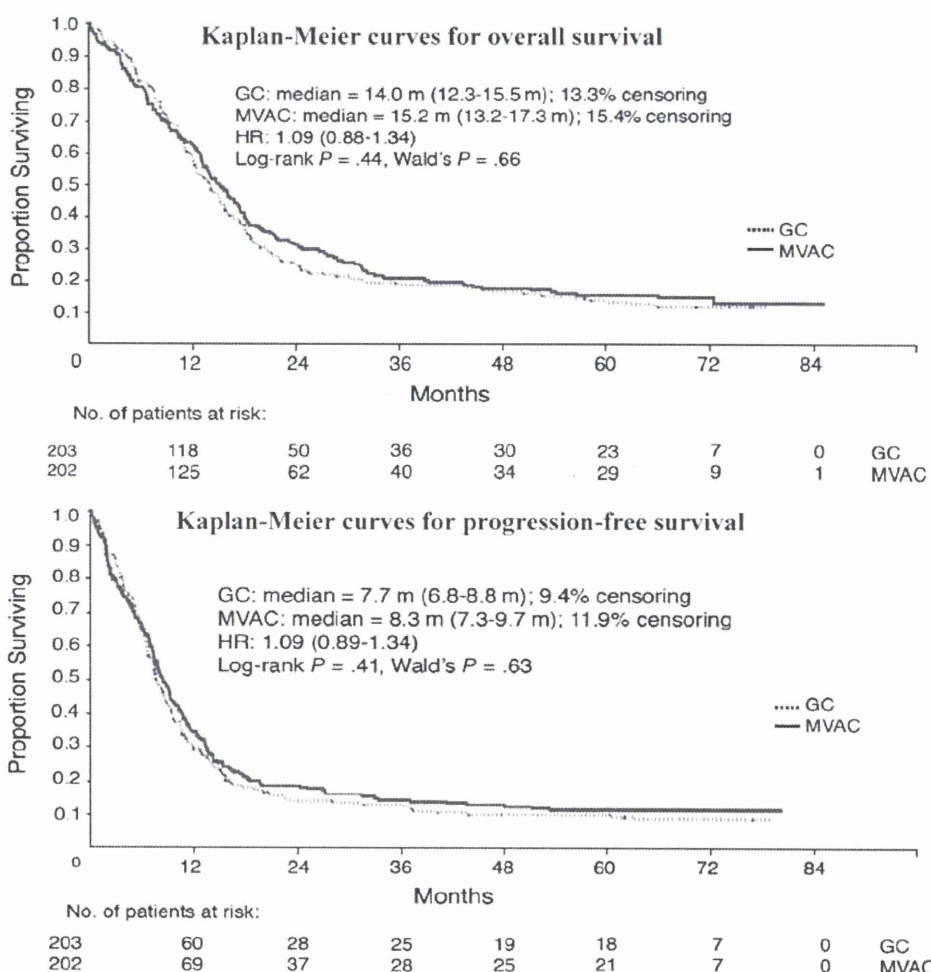 Kaplan-Meier curves for overall survival
GC: median = 14.0 m (12.3-15.5 m); 13.3% censoring
MVAC: median = 15.2 m (13.2-17.3 m); 15.4% censoring
HR: 1.09 (0.88-1.34)
Log-rank P = .44, Wald's P = .66
Proportion Surviving
1.0
0.9
0.8
0.7
0.6
0.5
0.4
0.3
0.2
0.1
0
GC
MVAC
12 24 36 48 60 72 84
Months
No. of patients at risk:
203 118 50 36 30 23 7 0 GC
202 125 62 40 34 29 9 1 MVAC
Kaplan-Meier curves for progression-free survival
GC: median = 7.7 m (6.8-8.8 m); 9.4% censoring
MVAC: median = 8.3 m (7.3-9.7 m); 11.9% censoring
HR: 1.09 (0.89-1.34)
Log-rank P = .41, Wald's P = .63
Proportion Surviving
1.0
0.9
0.8
0.7
0.6
0.5
0.4
0.3
0.2
0.1
0
GC
MVAC
12 24 36 48 60 72 84
Months
No. of patients at risk:
203 60 28 25 19 18 7 0 GC
202 69 37 28 25 21 7 0 MVAC